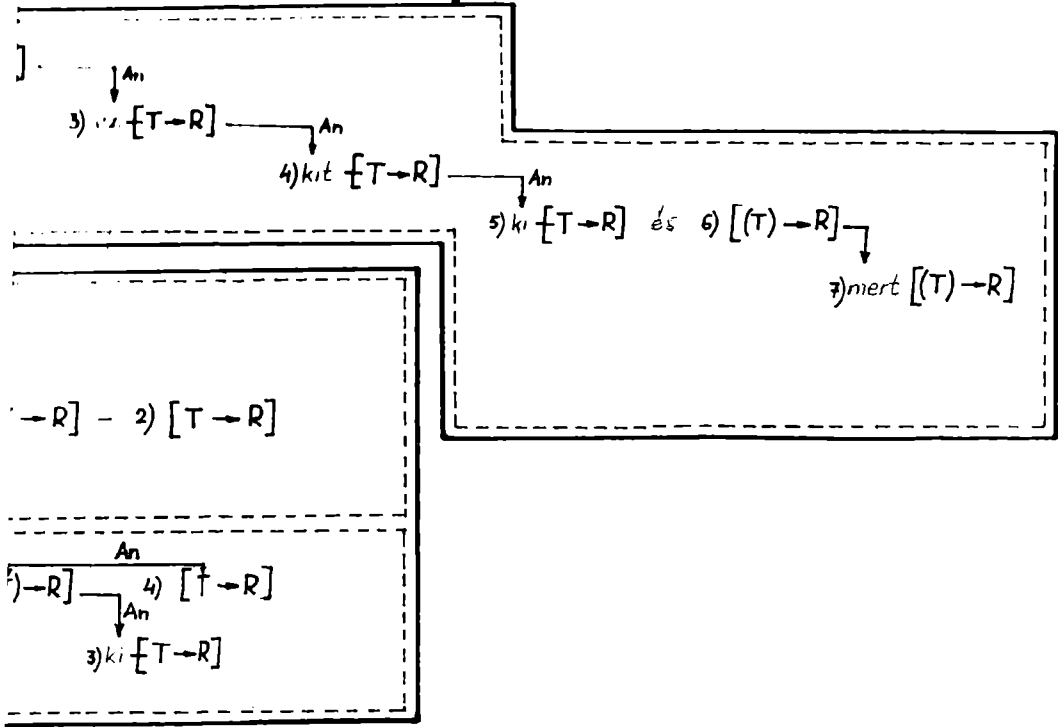 ]
An
3) [T→R]
An
4) kit [T→R]
An
5) ki [T→R] és 6) [(T)→R]
7) mert [(T)→R]
→R] - 2) [T→R]
An
)→R] 4) [T→R]
An
3) ki [T→R]